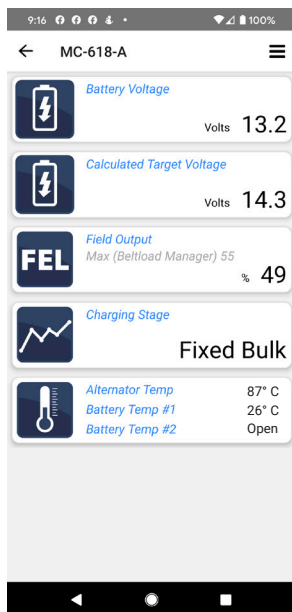 9:16 100%
MC-618-A
Battery Voltage
Volts 13.2
Calculated Target Voltage
Volts 14.3
FEL
Field Output
Max (Beltload Manager) 55
% 49
Charging Stage
Fixed Bulk
Alternator Temp 87° C
Battery Temp #1 26° C
Battery Temp #2 Open